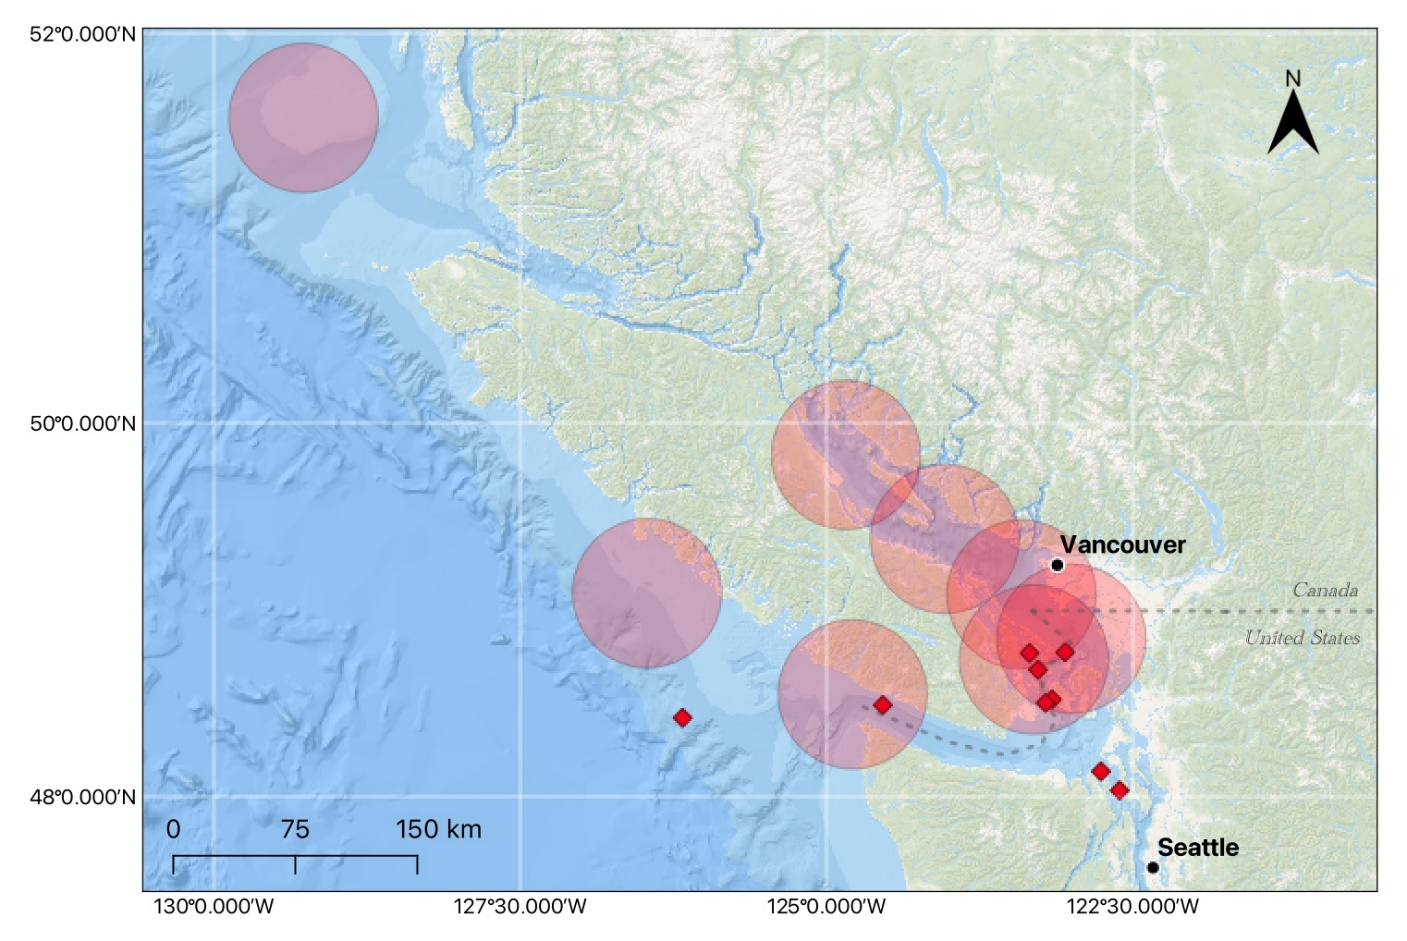 52°0.000′N
N
Vancouver
Canada
United States
50°0.000′N
48°0.000′N
0 75 150 km
Seattle
130°0.000′W 127°30.000′W 125°0.000′W 122°30.000′W